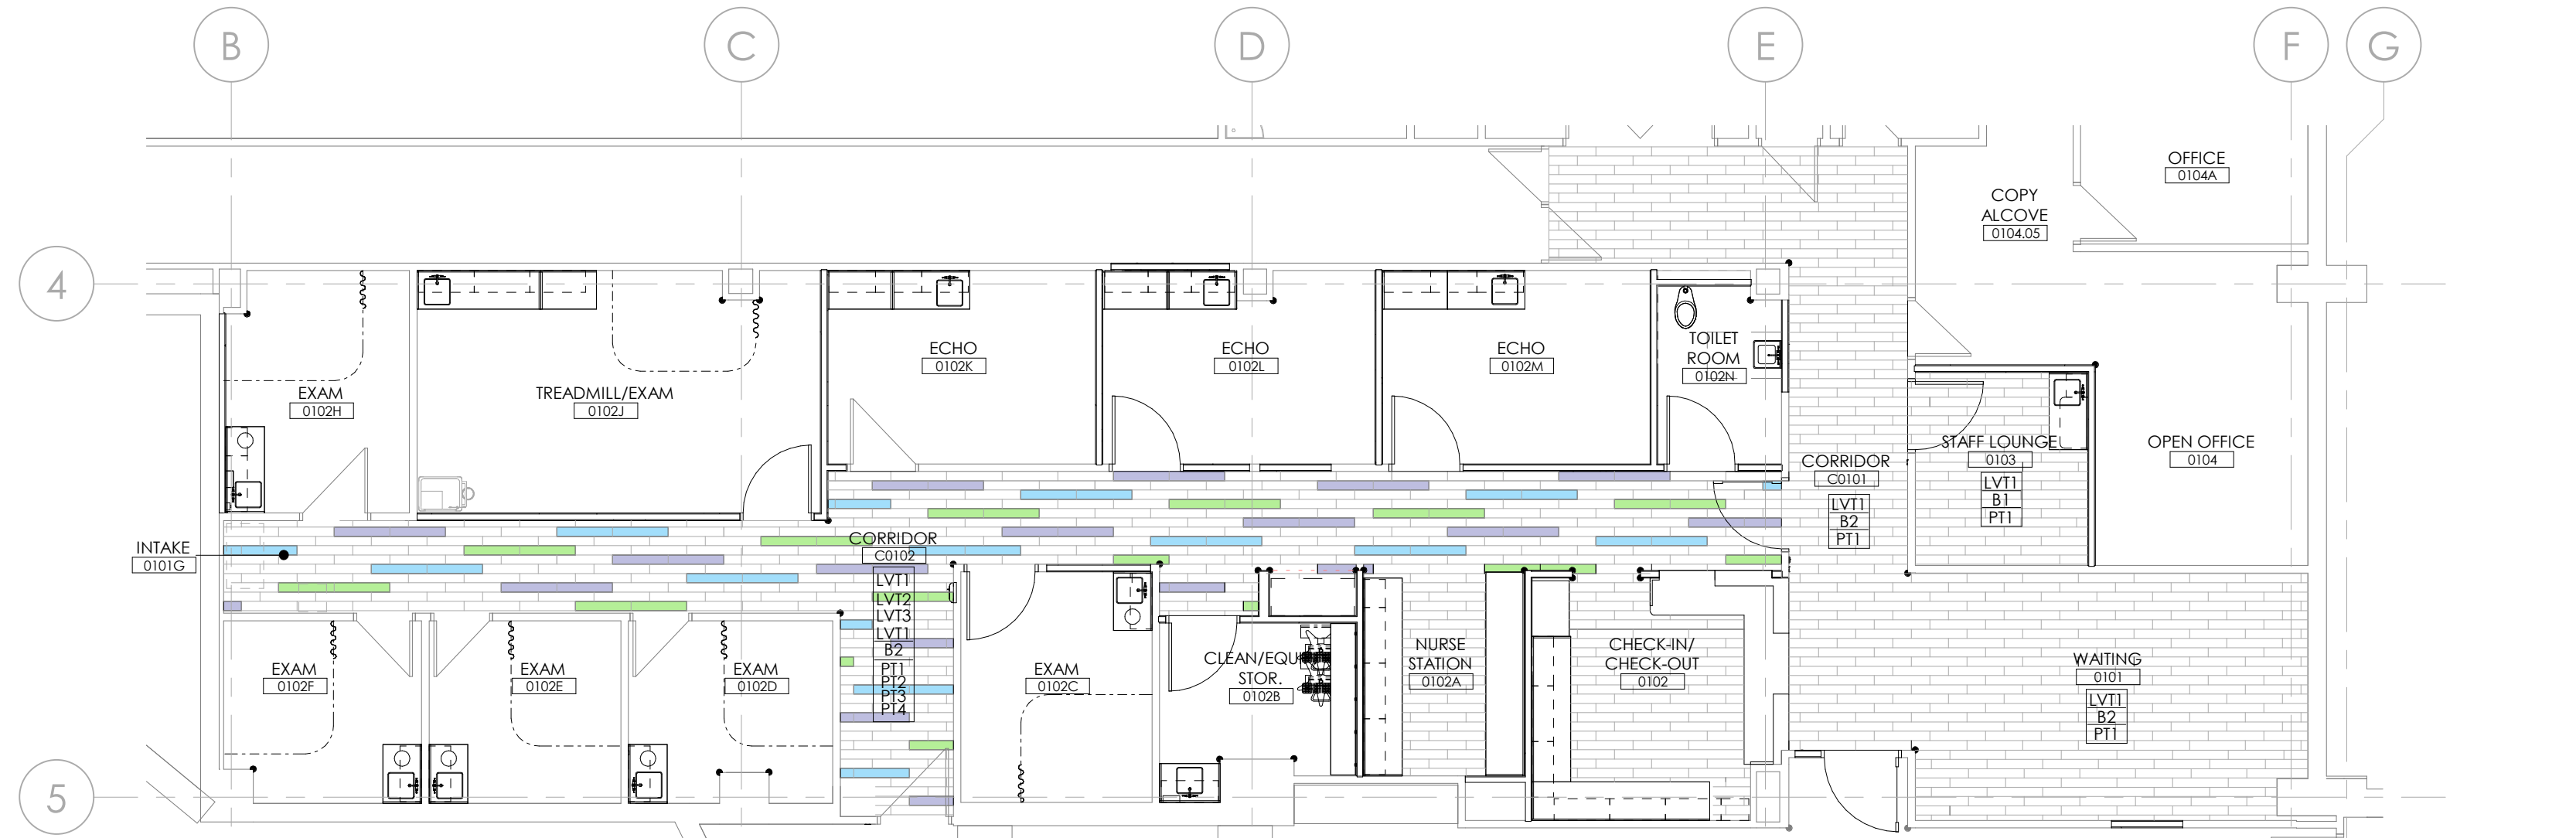 B
C
D
E
F
G
4
5
OFFICE
0104A
COPY
ALCOVE
0104.05
EXAM
0102H
TREADMILL/EXAM
0102J
ECHO
0102K
ECHO
0102L
ECHO
0102M
TOILET
ROOM
0102N
CORRIDOR
C0101
LVT1
B2
PT1
STAFF LOUNGE
0103
LVT1
B1
PT1
OPEN OFFICE
0104
INTAKE
0101G
CORRIDOR
C0102
LVT1
LVT2
LVT3
LVT1
B2
PT1
PT2
PT3
PT4
EXAM
0102F
EXAM
0102E
EXAM
0102D
EXAM
0102C
CLEAN/EQUI
STOR.
0102B
NURSE
STATION
0102A
CHECK-IN/
CHECK-OUT
0102
WAITING
0101
LVT1
B2
PT1